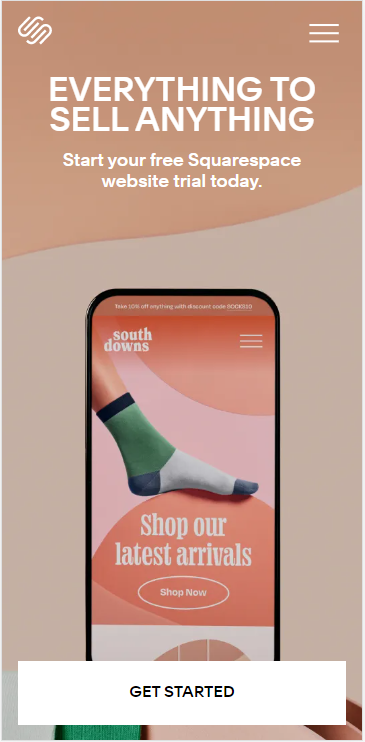 EVERYTHING TO
SELL ANYTHING
Start your free Squarespace
website trial today.
Take 10% off anything with discount code SOCKS10
south
downs
Shop our
latest arrivals
Shop Now
GET STARTED